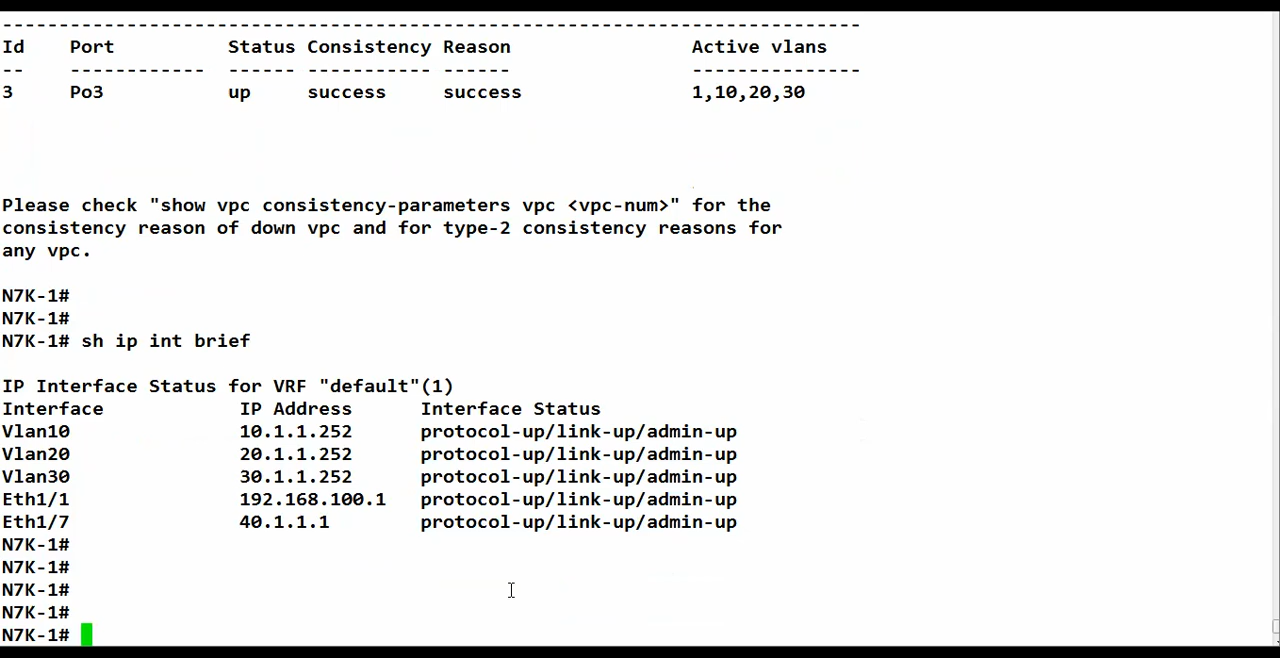 --------------------------------------------------------------------------------
Id    Port          Status Consistency Reason                Active vlans
--    ------------  ------ ----------- ------                ---------------
3     Po3           up     success     success               1,10,20,30
Please check "show vpc consistency-parameters vpc <vpc-num>" for the
consistency reason of down vpc and for type-2 consistency reasons for
any vpc.
N7K-1#
N7K-1#
N7K-1# sh ip int brief
IP Interface Status for VRF "default"(1)
Interface            IP Address      Interface Status
Vlan10               10.1.1.252      protocol-up/link-up/admin-up
Vlan20               20.1.1.252      protocol-up/link-up/admin-up
Vlan30               30.1.1.252      protocol-up/link-up/admin-up
Eth1/1               192.168.100.1   protocol-up/link-up/admin-up
Eth1/7               40.1.1.1        protocol-up/link-up/admin-up
N7K-1#
N7K-1#
N7K-1#
N7K-1#
N7K-1#